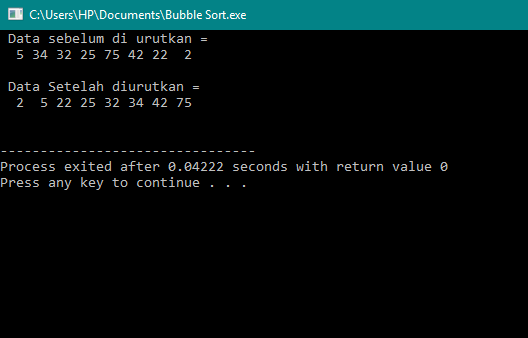 C:\Users\HP\Documents\Bubble Sort.exe
Data sebelum di urutkan =
5 34 32 25 75 42 22  2
Data Setelah diurutkan =
2  5 22 25 32 34 42 75
--------------------------------
Process exited after 0.04222 seconds with return value 0
Press any key to continue . . .